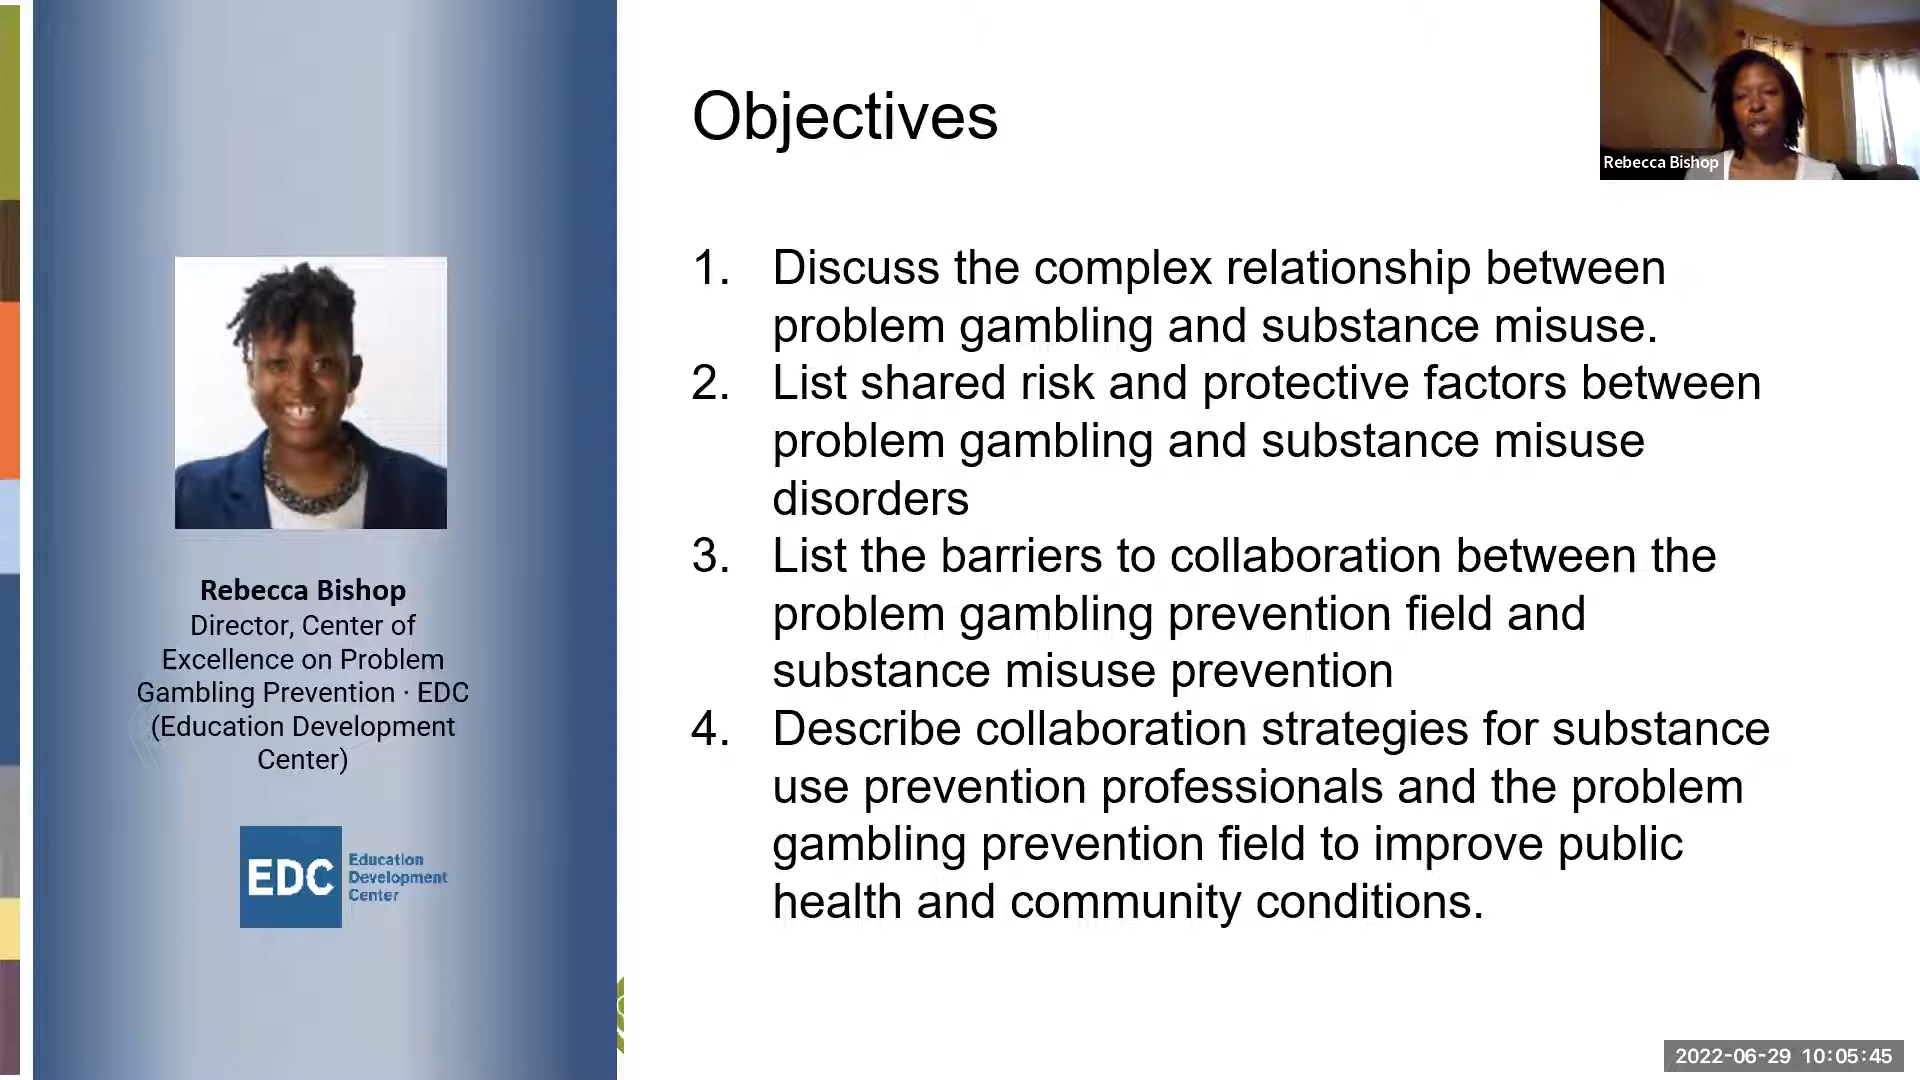 Objectives
Rebecca Bishop
1. Discuss the complex relationship between
problem gambling and substance misuse.
2. List shared risk and protective factors between
problem gambling and substance misuse
disorders
3. List the barriers to collaboration between the
problem gambling prevention field and
substance misuse prevention
4. Describe collaboration strategies for substance
use prevention professionals and the problem
gambling prevention field to improve public
health and community conditions.
Rebecca Bishop
Director, Center of
Excellence on Problem
Gambling Prevention · EDC
(Education Development
Center)
EDC
Education
Development
Center
2022-06-29 10:05:45